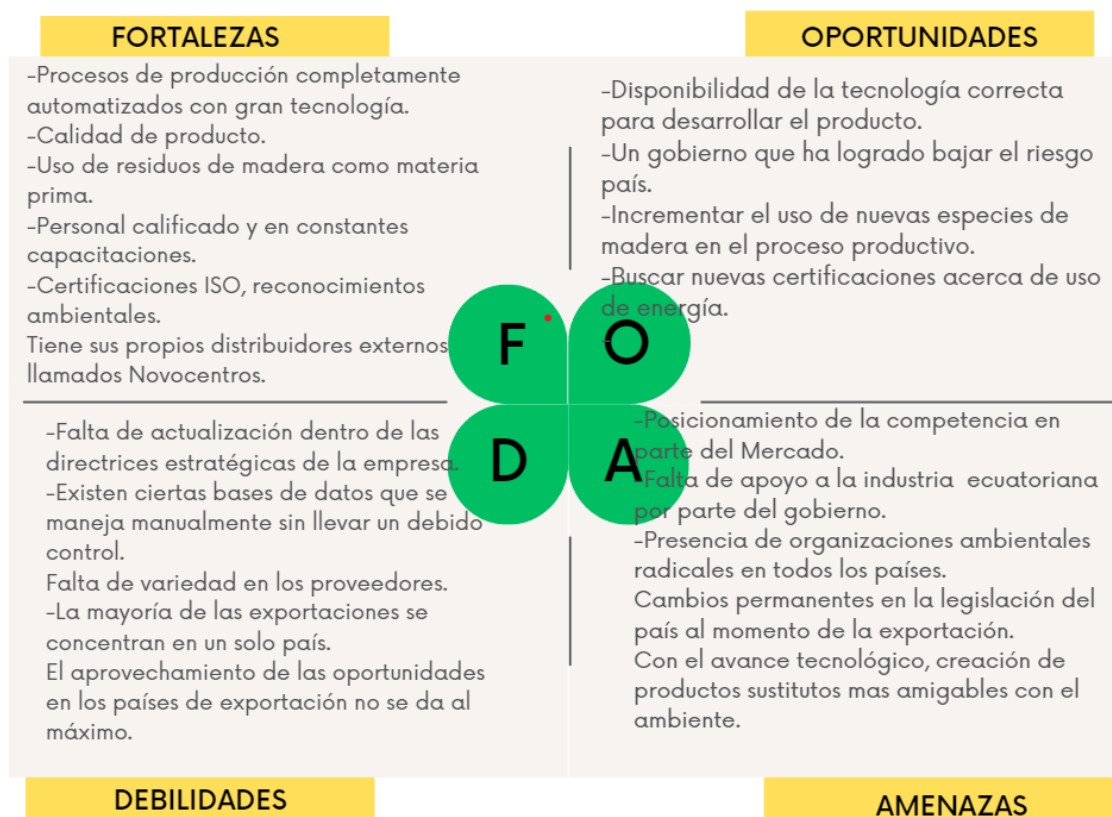 FORTALEZAS
-Procesos de producción completamente
automatizados con gran tecnología.
-Calidad de producto.
-Uso de residuos de madera como materia
prima.
-Personal calificado y en constantes
capacitaciones.
-Certificaciones ISO, reconocimientos
ambientales.
Tiene sus propios distribuidores externos
llamados Novocentros.
OPORTUNIDADES
-Disponibilidad de la tecnología correcta
para desarrollar el producto.
-Un gobierno que ha logrado bajar el riesgo
país.
-Incrementar el uso de nuevas especies de
madera en el proceso productivo.
-Buscar nuevas certificaciones acerca de uso
de energía.
F
O
D
A
-Falta de actualización dentro de las
directrices estratégicas de la empresa.
-Existen ciertas bases de datos que se
maneja manualmente sin llevar un debido
control.
Falta de variedad en los proveedores.
-La mayoría de las exportaciones se
concentran en un solo país.
El aprovechamiento de las oportunidades
en los países de exportación no se da al
máximo.
DEBILIDADES
-Posicionamiento de la competencia en
parte del Mercado.
-Falta de apoyo a la industria ecuatoriana
por parte del gobierno.
-Presencia de organizaciones ambientales
radicales en todos los países.
Cambios permanentes en la legislación del
país al momento de la exportación.
Con el avance tecnológico, creación de
productos sustitutos mas amigables con el
ambiente.
AMENAZAS